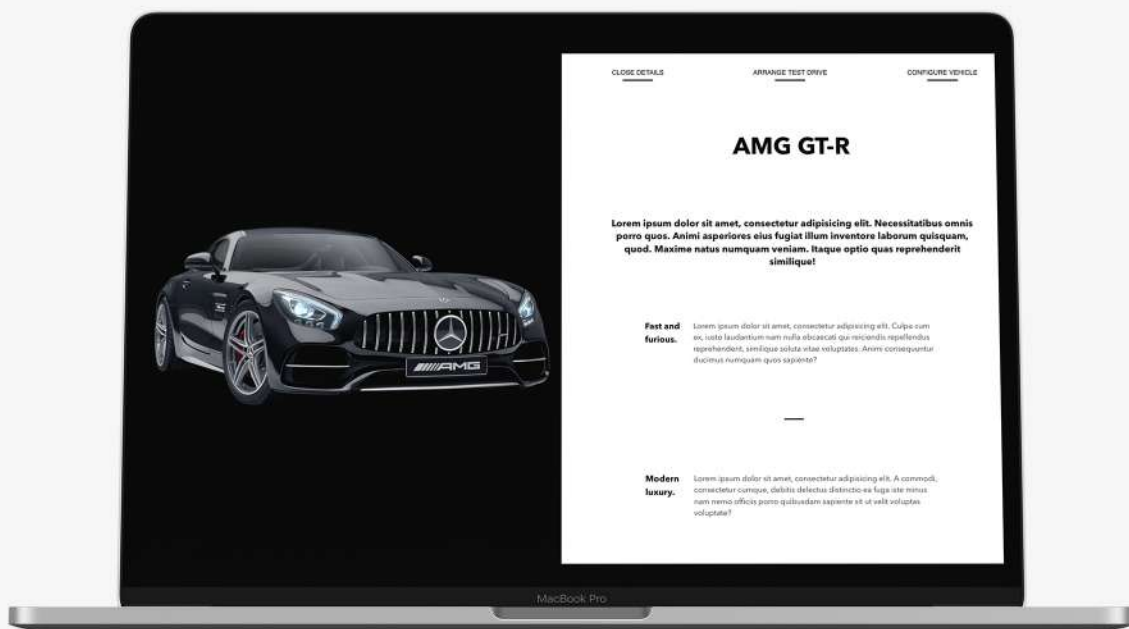 CLOSE DETAILS
ARRANGE TEST DRIVE
CONFIGURE VEHICLE
AMG GT-R
Lorem ipsum dolor sit amet, consectetur adipisicing elit. Necessitatibus omnis
porro quos. Animi asperiores eius fugiat illum inventore laborum quisquam,
quod. Maxime natus numquam veniam. Itaque optio quas reprehenderit
similique!
Fast and
furious.
Lorem ipsum dolor sit amet, consectetur adipisicing elit. Culpa cum
ex, iusto laudantium nam nulla obcaecati qui reiciendis repellendus
reprehenderit, similique soluta vitae voluptates. Animi consequuntur
ducimus numquam quos sapiente?
Modern
luxury.
Lorem ipsum dolor sit amet, consectetur adipisicing elit. A commodi,
consectetur cumque, debitis delectus distinctio ea fuga iste minus
nam nemo officiis porro quibusdam sapiente sit ut velit voluptas
voluptate?
AMG
MacBook Pro